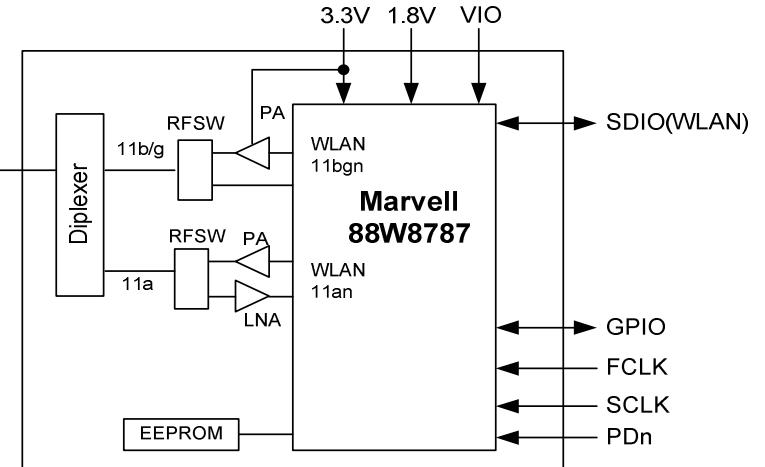 3.3V
1.8V
VIO
PA
RFSW
SDIO(WLAN)
11b/g
WLAN
11bgn
Diplexer
Marvell
88W8787
RFSW
PA
WLAN
11an
11a
LNA
GPIO
FCLK
SCLK
EEPROM
PDn